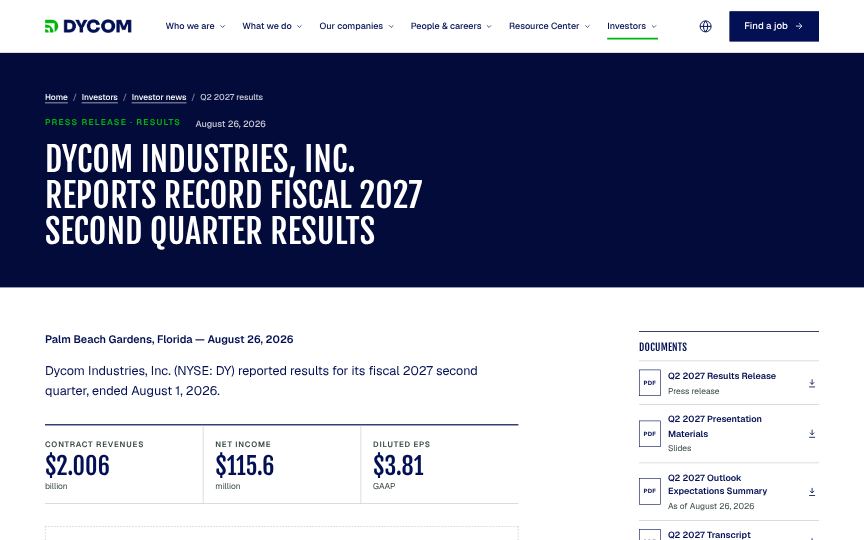 DYCOM
Who we are
What we do
Our companies
People & careers
Resource Center
Investors
Find a job
Home / Investors / Investor news / Q2 2027 results
PRESS RELEASE · RESULTS August 26, 2026
DYCOM INDUSTRIES, INC.
REPORTS RECORD FISCAL 2027
SECOND QUARTER RESULTS
Palm Beach Gardens, Florida — August 26, 2026
Dycom Industries, Inc. (NYSE: DY) reported results for its fiscal 2027 second
quarter, ended August 1, 2026.
CONTRACT REVENUES
$2.006
billion
NET INCOME
$115.6
million
DILUTED EPS
$3.81
GAAP
DOCUMENTS
PDF
Q2 2027 Results Release
Press release
PDF
Q2 2027 Presentation
Materials
Slides
PDF
Q2 2027 Outlook
Expectations Summary
As of August 26, 2026
Q2 2027 Transcript